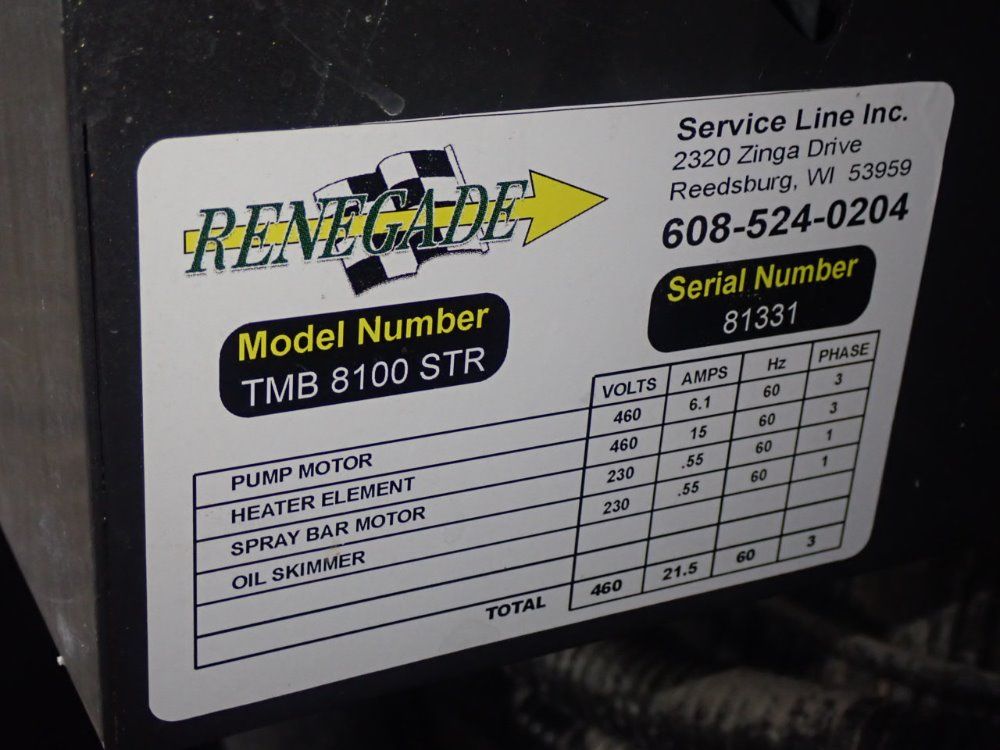 RENEGADE
Service Line Inc.
2320 Zinga Drive
Reedsburg, WI 53959
608-524-0204
Model Number
TMB 8100 STR
Serial Number
81331
VOLTS AMPS Hz PHASE
PUMP MOTOR 460 6.1 60 3
HEATER ELEMENT 460 15 60 3
SPRAY BAR MOTOR 230 .55 60 1
OIL SKIMMER 230 .55 60 1
TOTAL 460 21.5 60 3